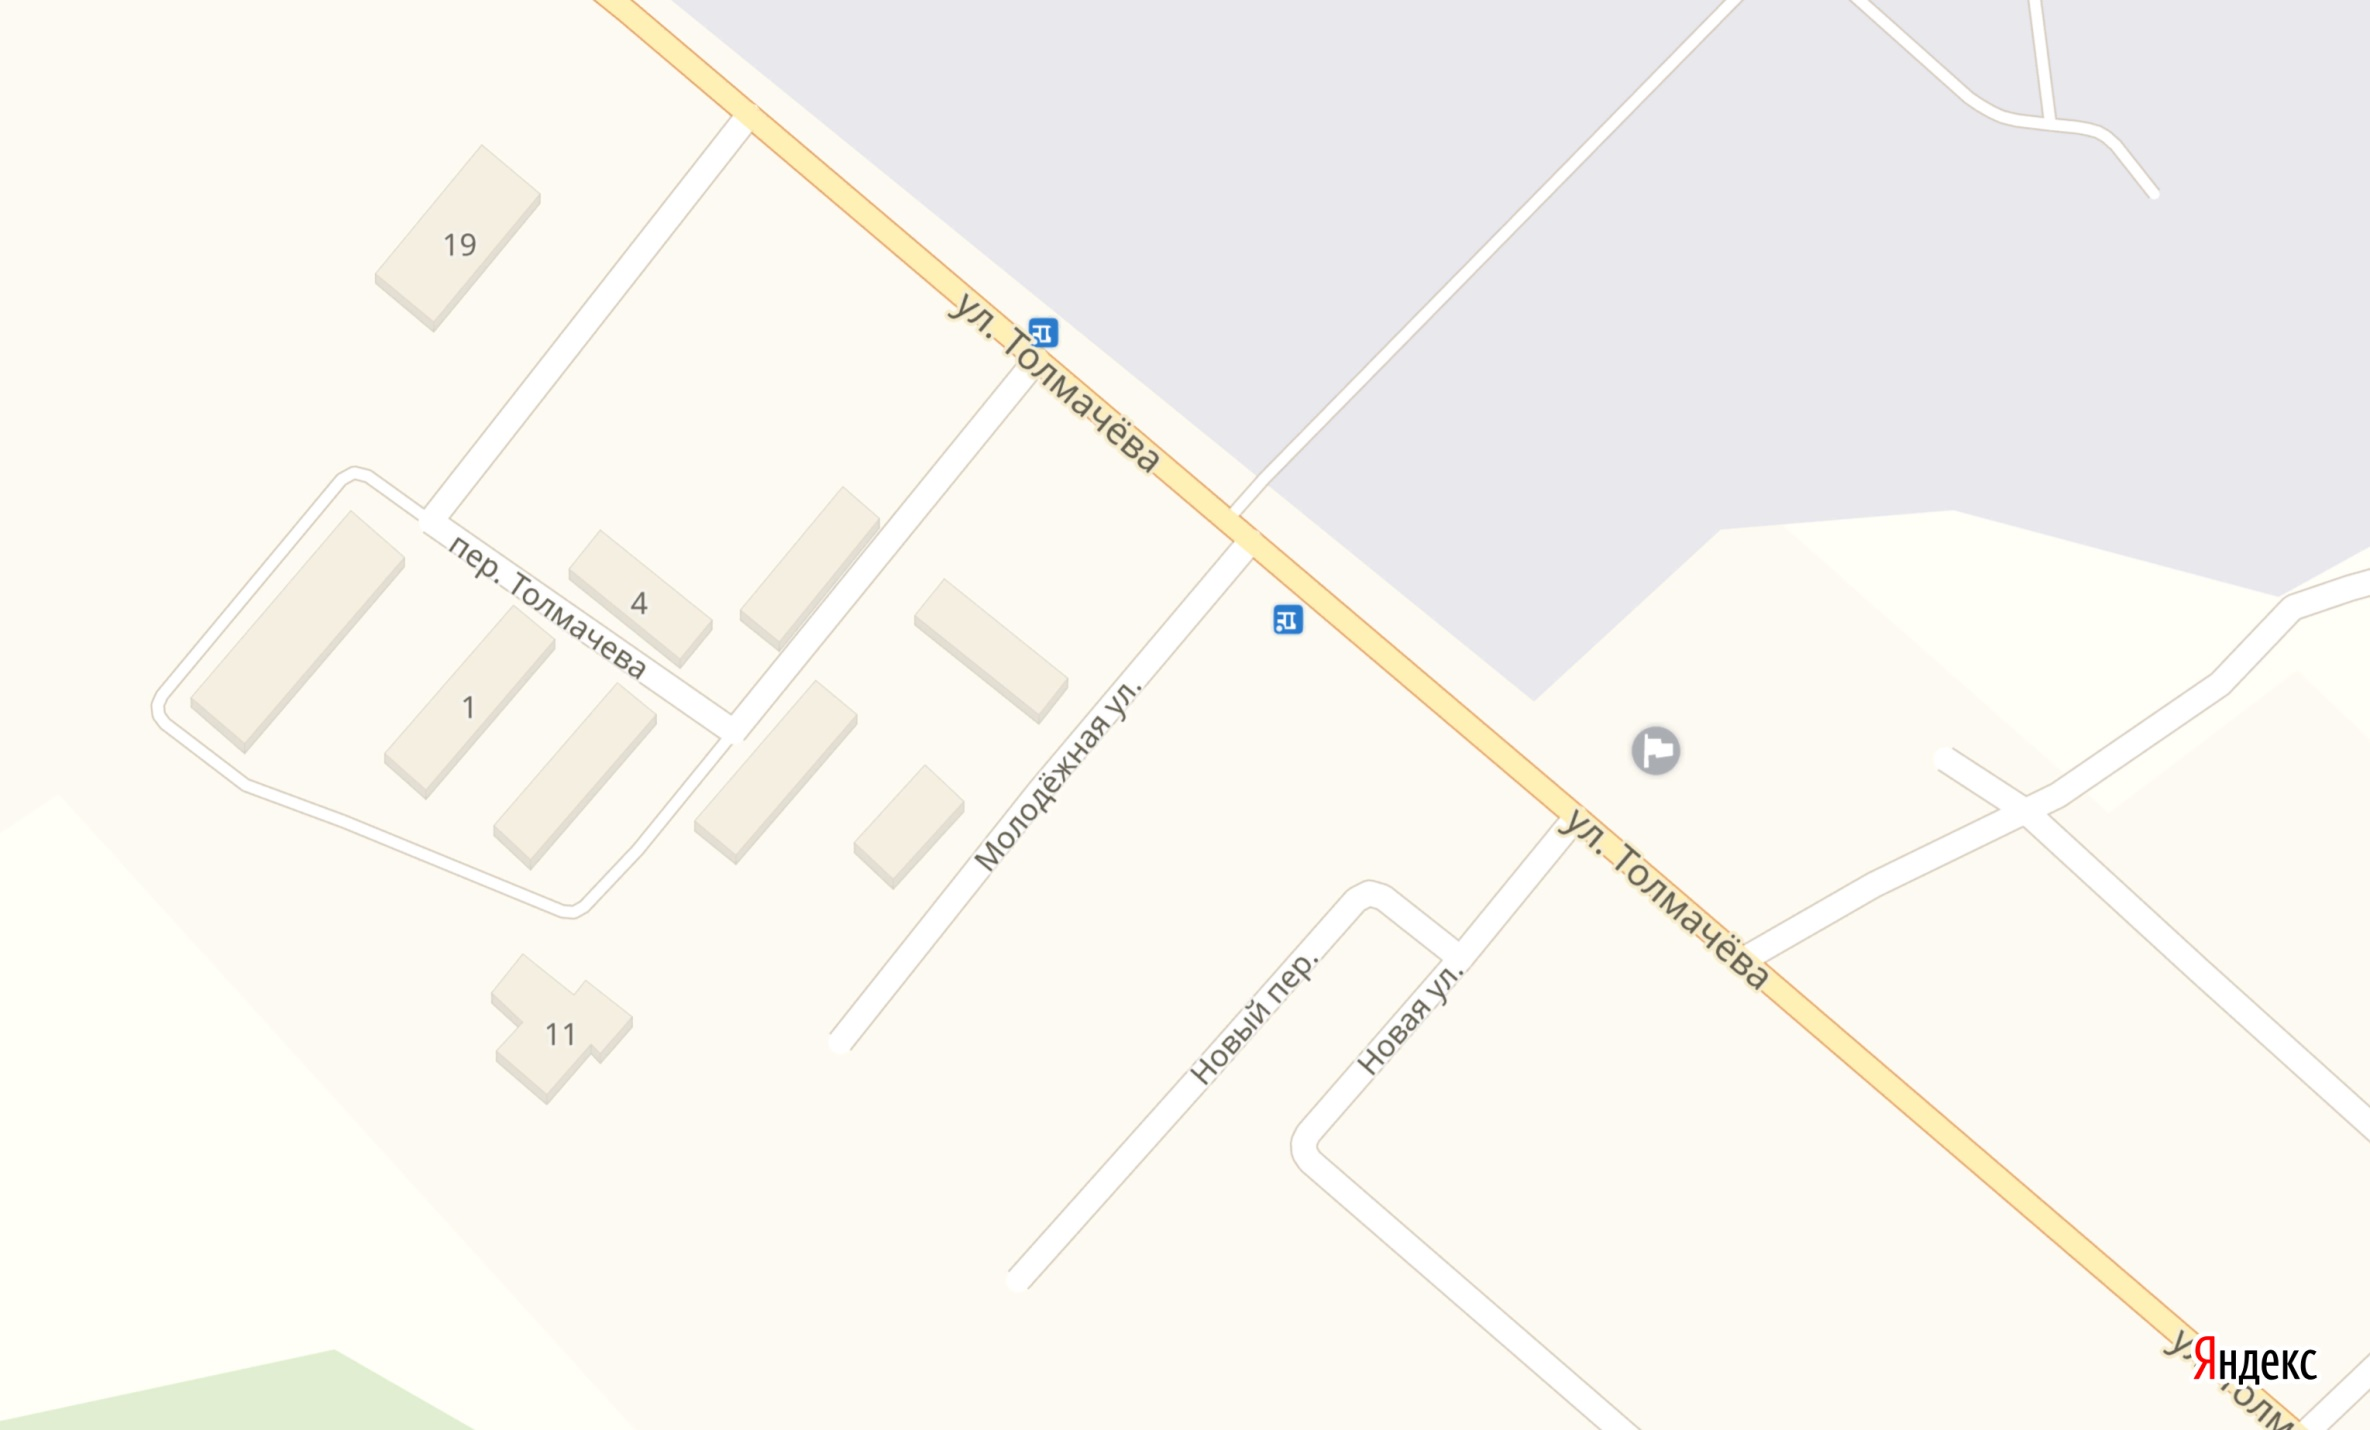 19
ул. Толмачёва
пер. Толмачева
4
1
Молодёжная ул.
ул. Толмачёва
Новый пер.
Новая ул.
11
Яндекс